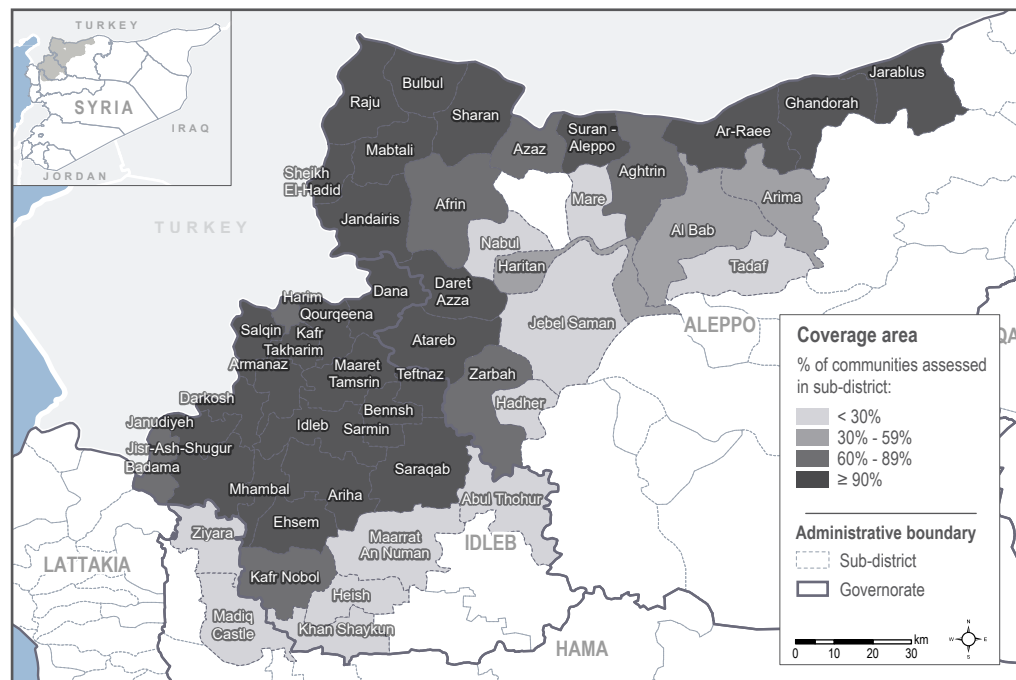 TURKEY
SYRIA
IRAQ
JORDAN
TURKEY
Bulbul
Raju
Sharan
Jarablus
Ghandorah
Ar-Raee
Suran -
Aleppo
Azaz
Mabtali
Aghtrin
Sheikh
El-Hadid
Afrin
Mare
Arima
Jandairis
Al Bab
Nabul
Haritan
Tadaf
Dana
Daret
Azza
Harim
Qourqeena
Jebel Saman
ALEPPO
Salqin
Kafr
Takharim
Atareb
Armanaz
Maaret
Tamsrin
Teftnaz
Zarbah
Darkosh
Hadher
Bennsh
Janudiyeh
Idleb
Sarmin
Jisr-Ash-Shugur
Badama
Saraqab
Mhambal
Ariha
Abul Thohur
Ehsem
Ziyara
Maarrat
An Numan
IDLEB
LATTAKIA
Kafr Nobol
Heish
Madiq
Castle
Khan Shaykun
HAMA
QA
Coverage area
% of communities assessed
in sub-district:
< 30%
30% - 59%
60% - 89%
≥ 90%
Administrative boundary
Sub-district
Governorate
km
0 10 20 30
N
W E
S